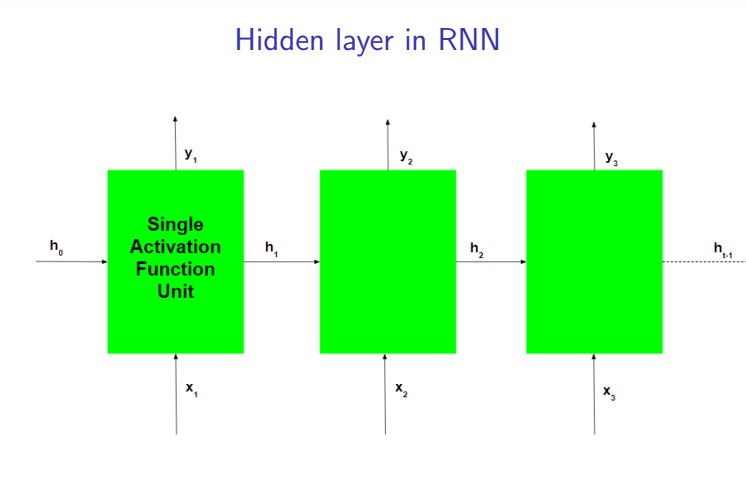 Hidden layer in RNN
y1 y2 y3
Single
Activation
Function
Unit
h0 h1 h2 ht-1
x1 x2 x3